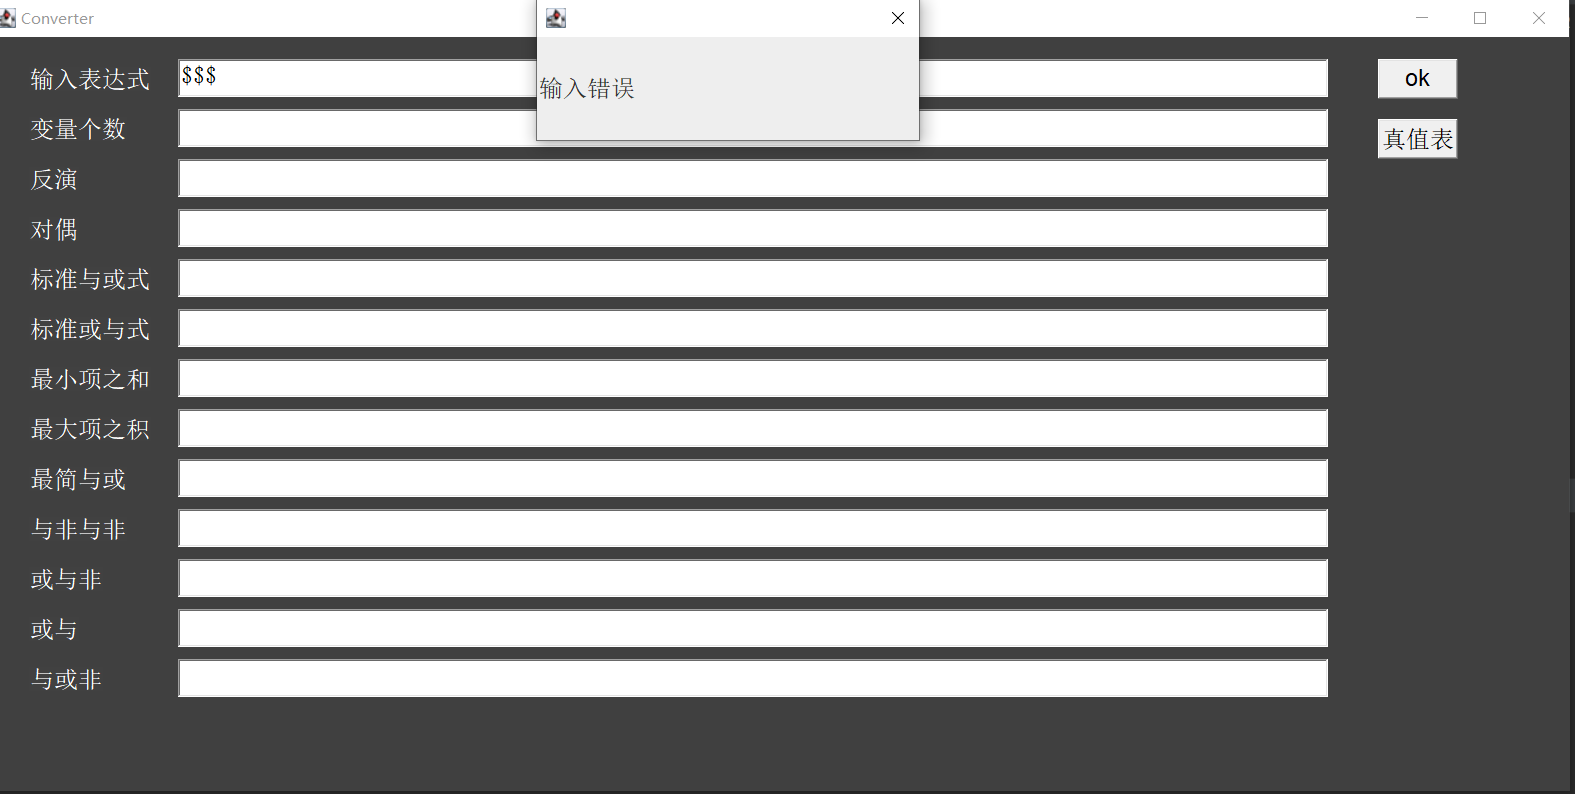 Converter
输入错误
输入表达式 $$$ ok
变量个数 真值表
反演
对偶
标准与或式
标准或与式
最小项之和
最大项之积
最简与或
与非与非
或与非
或与
与或非